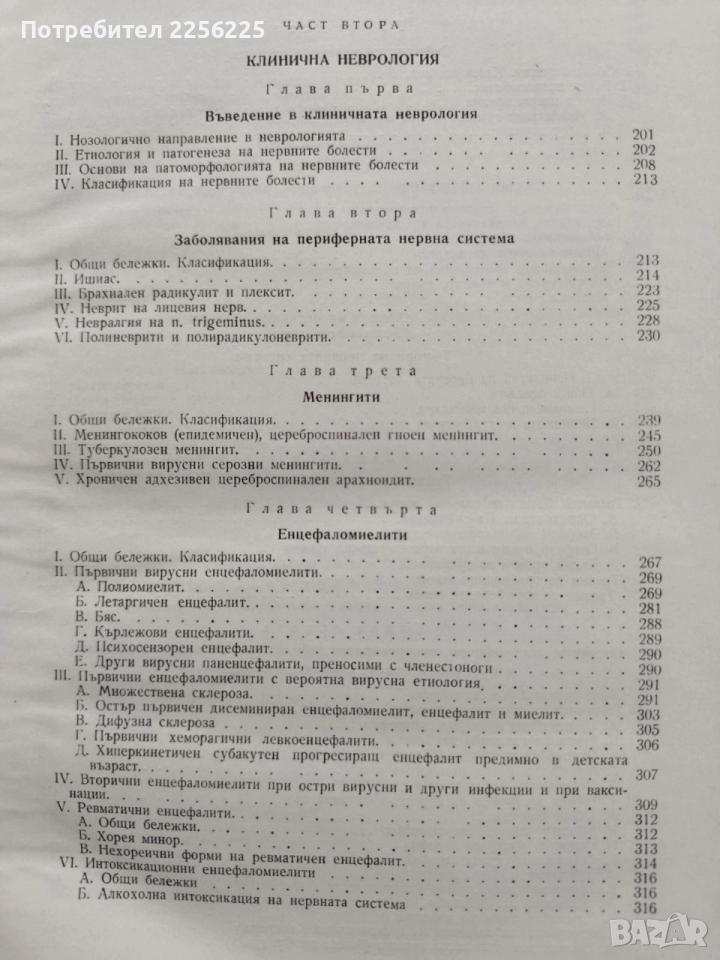 Потребител 2256225
ЧАСТ ВТОРА
КЛИНИЧНА НЕВРОЛОГИЯ
Глава първа
Въведение в клиничната неврология
I. Нозологично направление в неврологията 201
II. Етиология и патогенеза на нервните болести 202
III. Основи на патоморфологията на нервните болести 208
IV. Класификация на нервните болести 213
Глава втора
Заболявания на периферната нервна система
I. Общи бележки. Класификация. 213
II. Ишиас. 214
III. Брахиален радикулит и плексит. 223
IV. Неврит на лицевия нерв. 225
V. Невралгия на n. trigeminus. 228
VI. Полиневрити и полирадикулоневрити. 230
Глава трета
Менингити
I. Общи бележки. Класификация. 239
II. Менингококов (епидемичен), цереброспинален гноен менингит. 245
III. Туберкулозен менингит. 250
IV. Първични вирусни серозни менингити. 262
V. Хроничен адхезивен цереброспинален арахноидит. 265
Глава четвърта
Енцефаломиелити
I. Общи бележки. Класификация. 267
II. Първични вирусни енцефаломиелити. 269
А. Полиомиелит. 269
Б. Летаргичен енцефалит. 281
В. Бяс. 288
Г. Кърлежови енцефалити. 289
Д. Психосензорен енцефалит. 290
Е. Други вирусни паненцефалити, преносими с членестоноги 290
III. Първични енцефаломиелити с вероятна вирусна етиология 291
А. Множествена склероза. 291
Б. Остър първичен дисеминиран енцефаломиелит, енцефалит и миелит. 303
В. Дифузна склероза 305
Г. Първични хеморагични левкоенцефалити. 306
Д. Хиперкинетичен субакутен прогресиращ енцефалит предимно в детската
възраст. 307
IV. Вторични енцефаломиелити при остри вирусни и други инфекции и при ваксинации. 309
V. Ревматични енцефалити. 312
А. Общи бележки. 312
Б. Хорея минор. 313
В. Нехореични форми на ревматичен енцефалит. 314
VI. Интоксикационни енцефаломиелити 316
А. Общи бележки 316
Б. Алкохолна интоксикация на нервната система 316
BAZAR